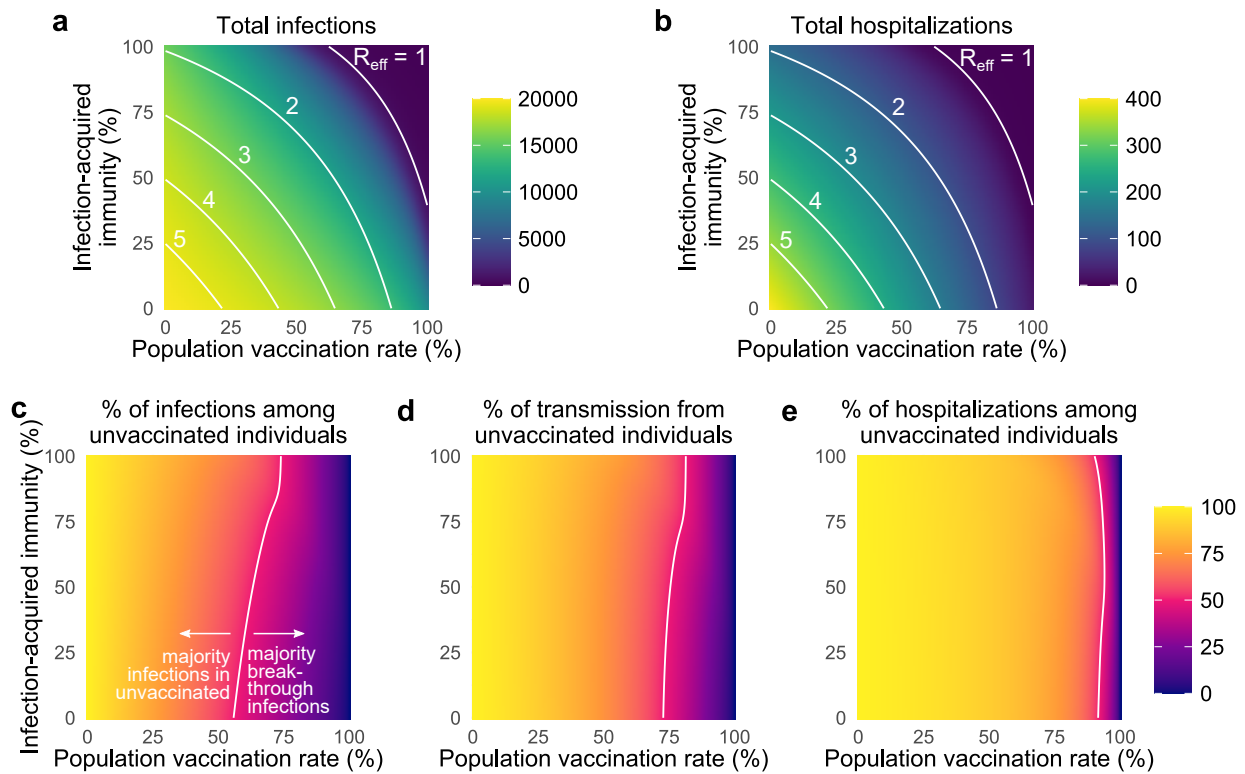 a
Total infections
Infection-acquired
immunity (%)
100
75
50
25
0
R_eff = 1
2
3
4
5
0
25
50
75
100
Population vaccination rate (%)
20000
15000
10000
5000
0
b
Total hospitalizations
Infection-acquired
immunity (%)
100
75
50
25
0
R_eff = 1
2
3
4
5
0
25
50
75
100
Population vaccination rate (%)
400
300
200
100
0
c
% of infections among
unvaccinated individuals
Infection-acquired immunity (%)
100
75
50
25
0
majority
infections in
unvaccinated
majority
break-
through
infections
0
25
50
75
100
Population vaccination rate (%)
d
% of transmission from
unvaccinated individuals
100
75
50
25
0
0
25
50
75
100
Population vaccination rate (%)
e
% of hospitalizations among
unvaccinated individuals
100
75
50
25
0
0
25
50
75
100
Population vaccination rate (%)
100
75
50
25
0